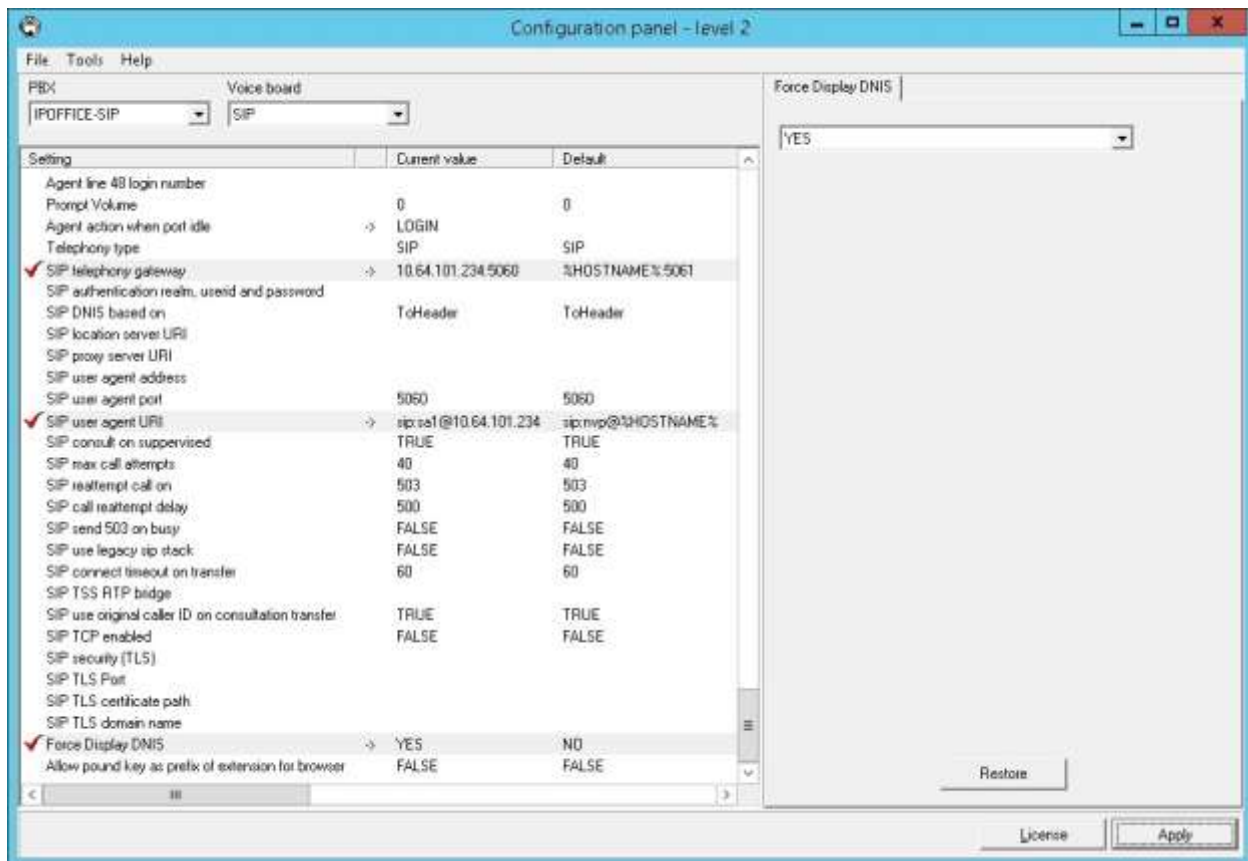 Configuration panel - level 2
File Tools Help
PBX Voice board
IPOFFICE-SIP SIP
Setting Current value Default
Agent line 48 login number
Prompt Volume 0 0
Agent action when port idle -> LOGIN
Telephony type SIP SIP
SIP telephony gateway -> 10.64.101.234:5060 %HOSTNAME%:5061
SIP authentication realm, userid and password
SIP DNIS based on ToHeader ToHeader
SIP location server URI
SIP proxy server URI
SIP user agent address
SIP user agent port 5060 5060
SIP user agent URI -> sip:sa1@10.64.101.234 sip:nvp@%HOSTNAME%
SIP consult on suppervised TRUE TRUE
SIP max call attempts 40 40
SIP reattempt call on 503 503
SIP call reattempt delay 500 500
SIP send 503 on busy FALSE FALSE
SIP use legacy sip stack FALSE FALSE
SIP connect timeout on transfer 60 60
SIP TSS RTP bridge
SIP use original caller ID on consultation transfer TRUE TRUE
SIP TCP enabled FALSE FALSE
SIP security (TLS)
SIP TLS Port
SIP TLS certificate path
SIP TLS domain name
Force Display DNIS -> YES NO
Allow pound key as prefix of extension for browser FALSE FALSE
Force Display DNIS
YES
Restore
License Apply